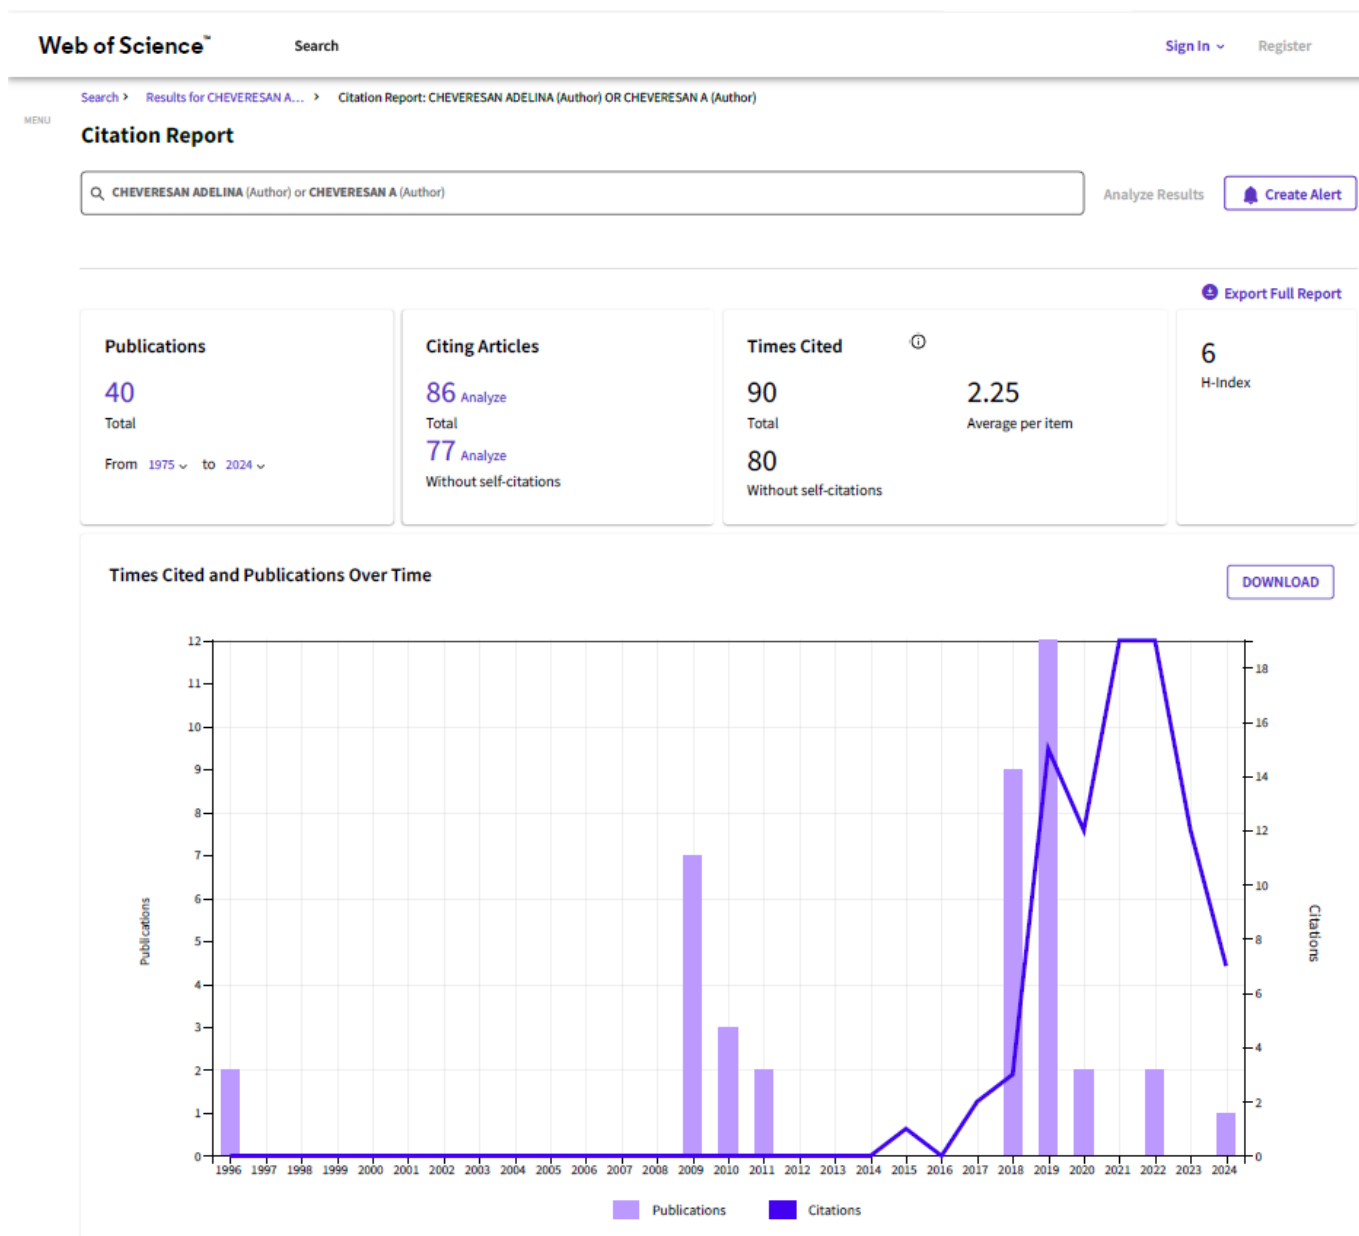 Web of Science™ Search Sign In Register
Search > Results for CHEVERESAN A... > Citation Report: CHEVERESAN ADELINA (Author) OR CHEVERESAN A (Author)
MENU
Citation Report
CHEVERESAN ADELINA (Author) or CHEVERESAN A (Author) Analyze Results Create Alert
Export Full Report
Publications
40
Total
From 1975 to 2024
Citing Articles
86 Analyze
Total
77 Analyze
Without self-citations
Times Cited
90
Total
80
Without self-citations
2.25
Average per item
6
H-Index
Times Cited and Publications Over Time
DOWNLOAD
12
11
10
9
8
7
6
5
4
3
2
1
0
Publications
18
16
14
12
10
8
6
4
2
0
Citations
1996 1997 1998 1999 2000 2001 2002 2003 2004 2005 2006 2007 2008 2009 2010 2011 2012 2013 2014 2015 2016 2017 2018 2019 2020 2021 2022 2023 2024
Publications Citations